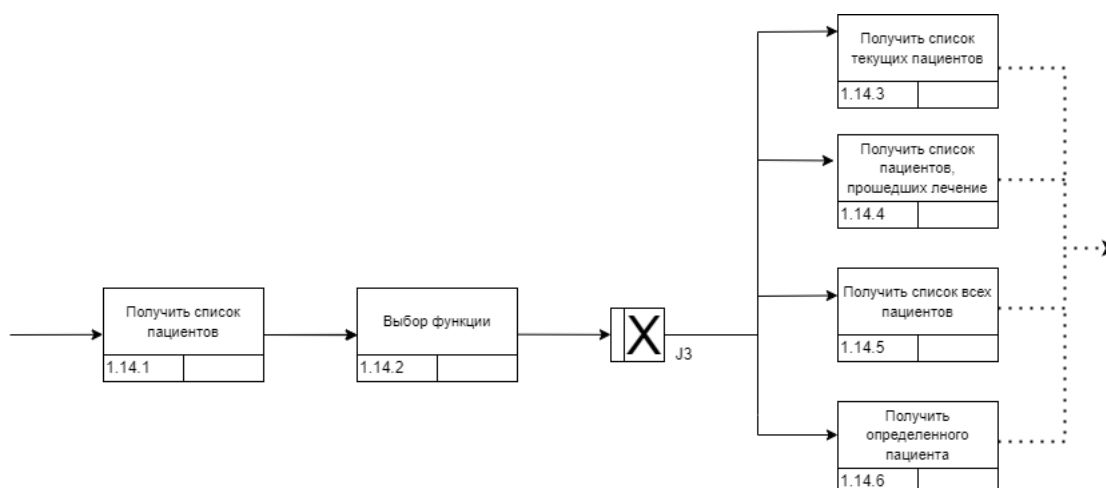 Получить список
пациентов
1.14.1
Выбор функции
1.14.2
X
J3
Получить список
текущих пациентов
1.14.3
Получить список
пациентов,
прошедших лечение
1.14.4
Получить список всех
пациентов
1.14.5
Получить
определенного
пациента
1.14.6